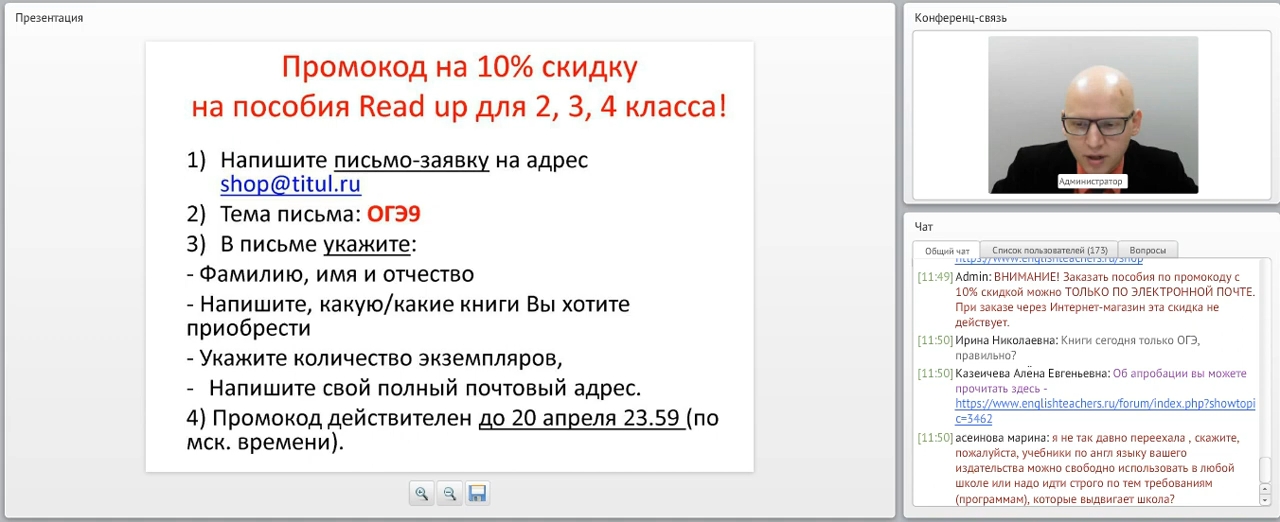 Презентация
Промокод на 10% скидку
на пособия Read up для 2, 3, 4 класса!
1) Напишите письмо-заявку на адрес
shop@titul.ru
2) Тема письма: ОГЭ9
3) В письме укажите:
- Фамилию, имя и отчество
- Напишите, какую/какие книги Вы хотите
приобрести
- Укажите количество экземпляров,
- Напишите свой полный почтовый адрес.
4) Промокод действителен до 20 апреля 23.59 (по
мск. времени).
Конференц-связь
Администратор
Чат
Общий чат
Список пользователей (173)
Вопросы
https://www.englishteachers.ru/shop
[11:49] Admin: ВНИМАНИЕ! Заказать пособия по промокоду с
10% скидкой можно ТОЛЬКО ПО ЭЛЕКТРОННОЙ ПОЧТЕ.
При заказе через Интернет-магазин эта скидка не
действует.
[11:50] Ирина Николаевна: Книги сегодня только ОГЭ,
правильно?
[11:50] Казеичева Алёна Евгеньевна: Об апробации вы можете
прочитать здесь -
https://www.englishteachers.ru/forum/index.php?showtopi
c=3462
[11:50] асеинова марина: я не так давно переехала , скажите,
пожалуйста, учебники по англ языку вашего
издательства можно свободно использовать в любой
школе или надо идти строго по тем требованиям
(программам), которые выдвигает школа?